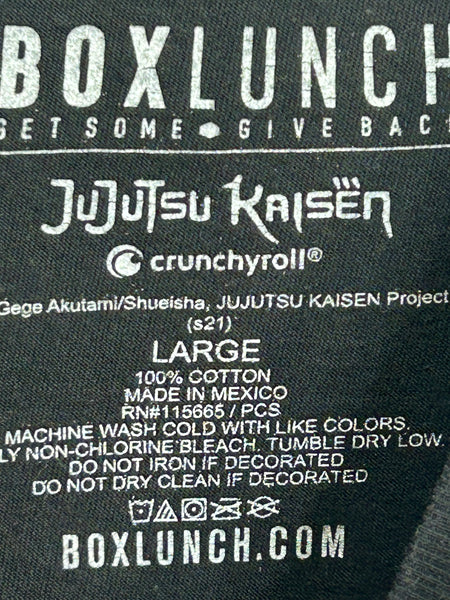 BOXLUNCH
GET SOME GIVE BACK
JUJUTSU KAISEN
crunchyroll®
Gege Akutami/Shueisha, JUJUTSU KAISEN Project
(s21)
LARGE
100% COTTON
MADE IN MEXICO
RN#115665 / PCS
MACHINE WASH COLD WITH LIKE COLORS.
LY NON-CHLORINE BLEACH. TUMBLE DRY LOW.
DO NOT IRON IF DECORATED
DO NOT DRY CLEAN IF DECORATED
BOXLUNCH.COM